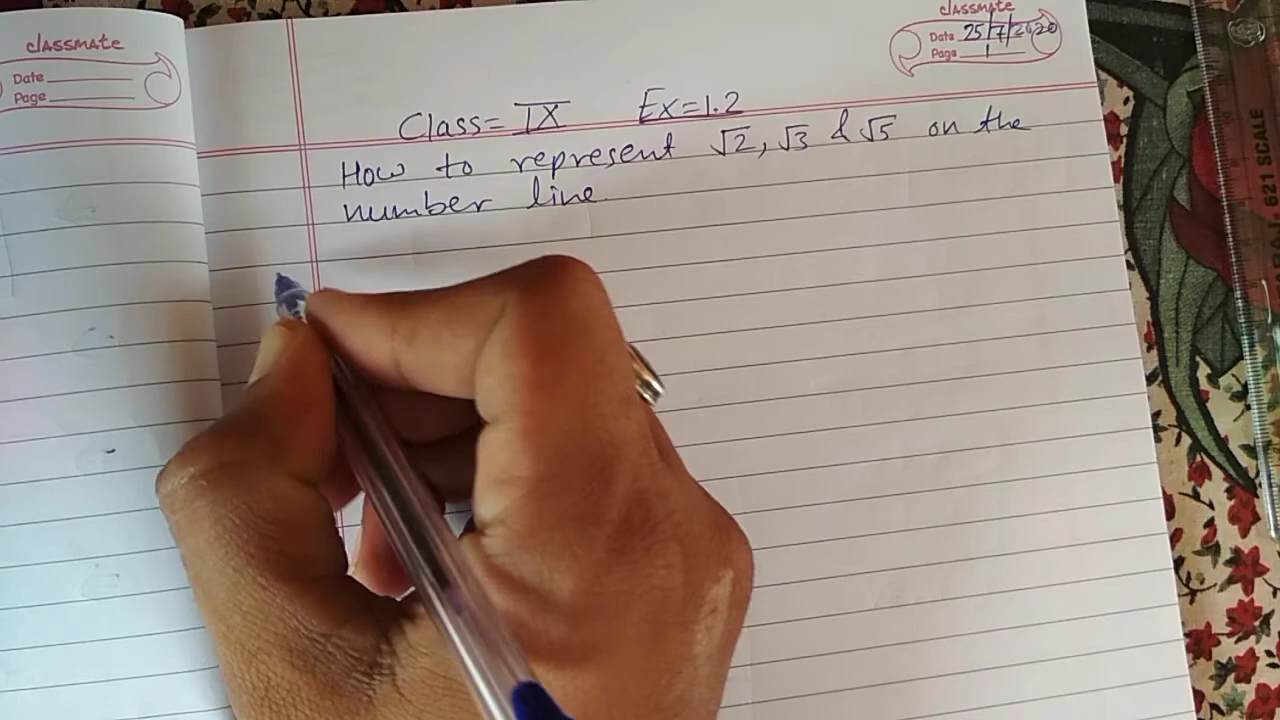 classmate
Date
Page
classmate
Date 25/7/2020
Page 1
Class = IX Ex = 1.2
How to represent √2, √3 & √5 on the
number line.
621 SCALE